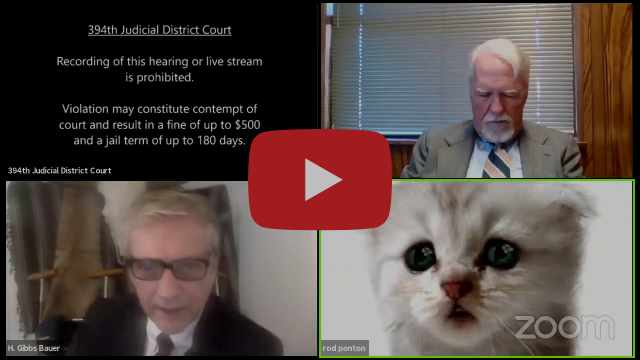 394th Judicial District Court
Recording of this hearing or live stream
is prohibited.
Violation may constitute contempt of
court and result in a fine of up to $500
and a jail term of up to 180 days.
394th Judicial District Court
H. Gibbs Bauer
rod ponton
zoom